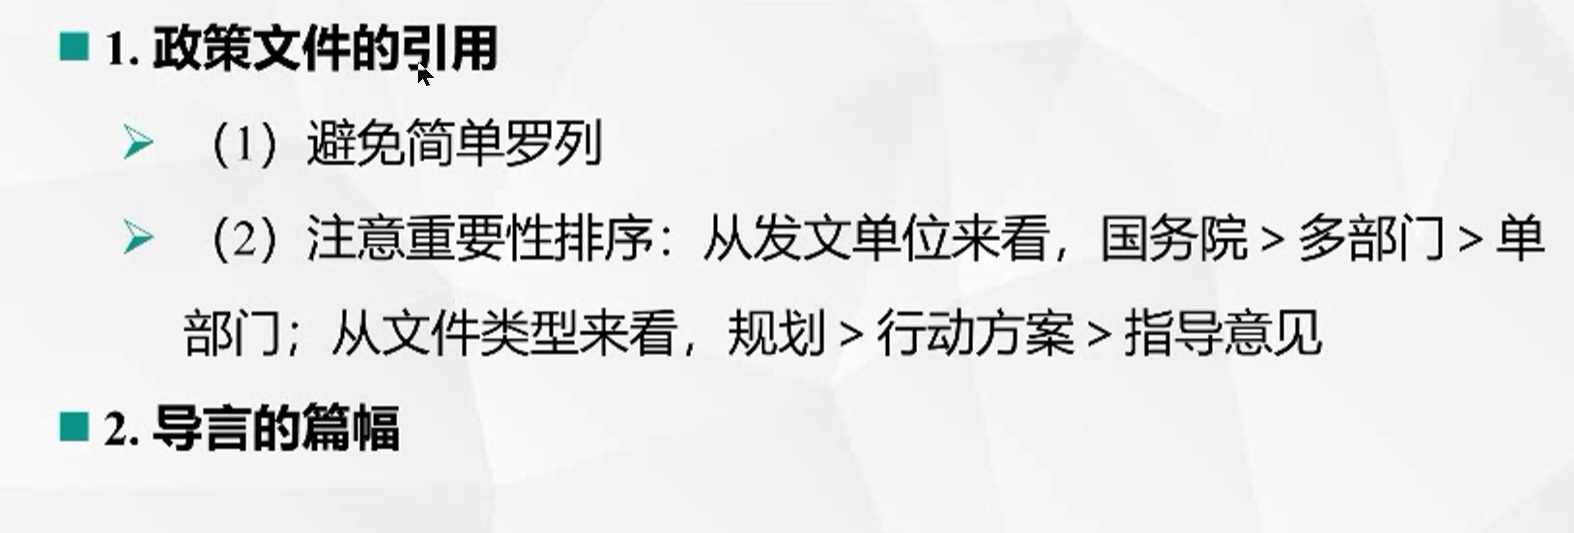 1. 政策文件的引用
（1）避免简单罗列
（2）注意重要性排序：从发文单位来看，国务院 > 多部门 > 单
部门；从文件类型来看，规划 > 行动方案 > 指导意见
2. 导言的篇幅